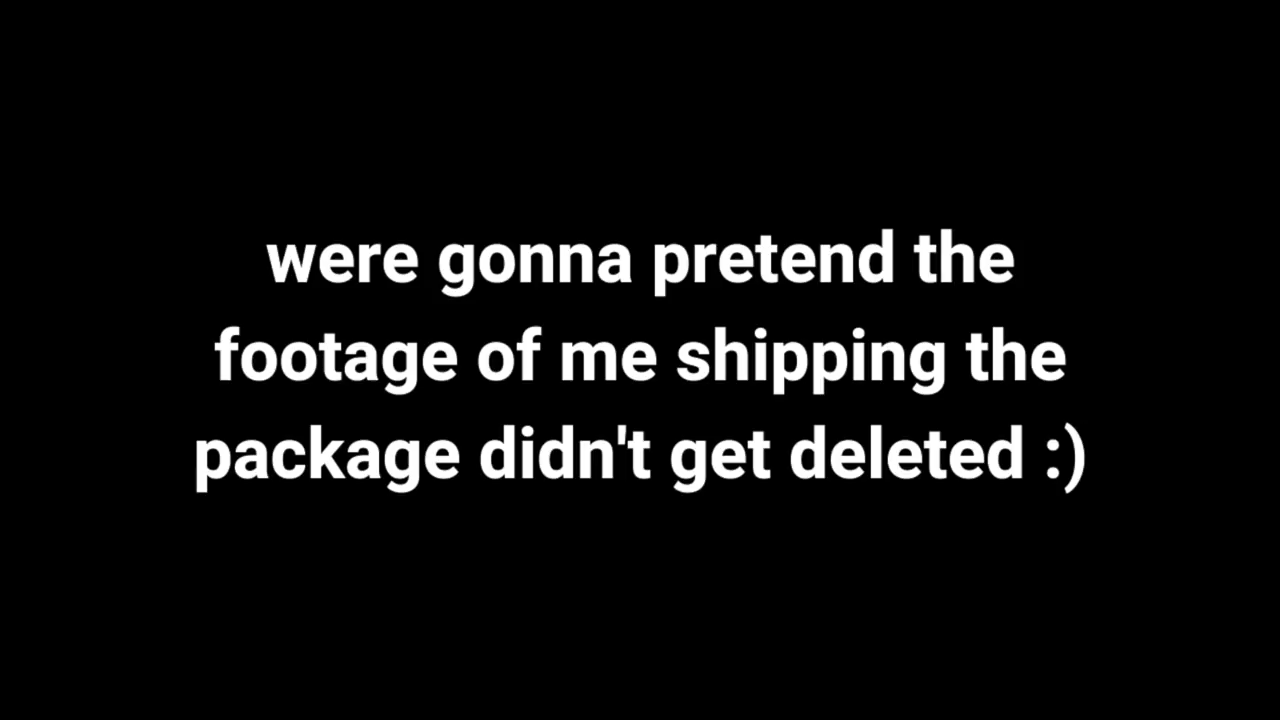 were gonna pretend the
footage of me shipping the
package didn't get deleted :)